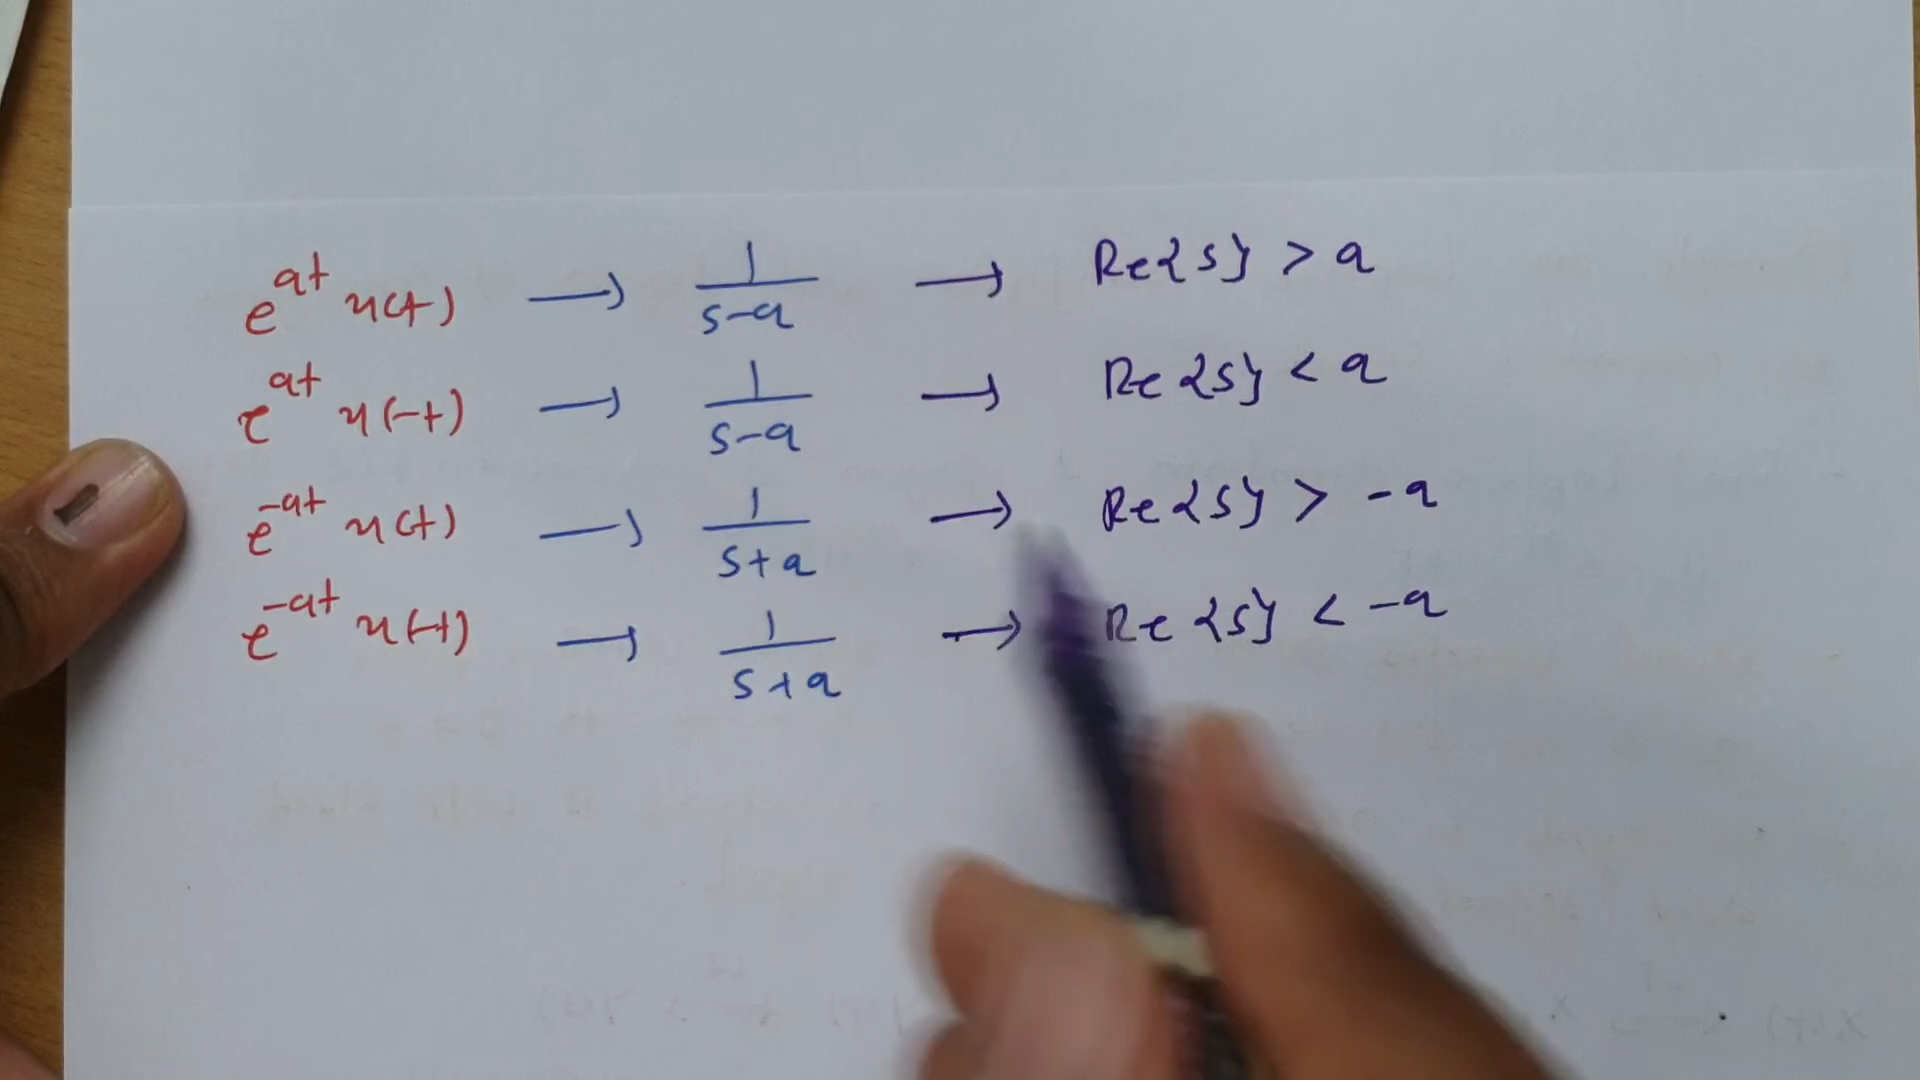 e^{at} u(t) → 1/(s-a) → Re{s} > a
e^{at} u(-t) → 1/(s-a) → Re{s} < a
e^{-at} u(t) → 1/(s+a) → Re{s} > -a
e^{-at} u(-t) → 1/(s+a) → Re{s} < -a